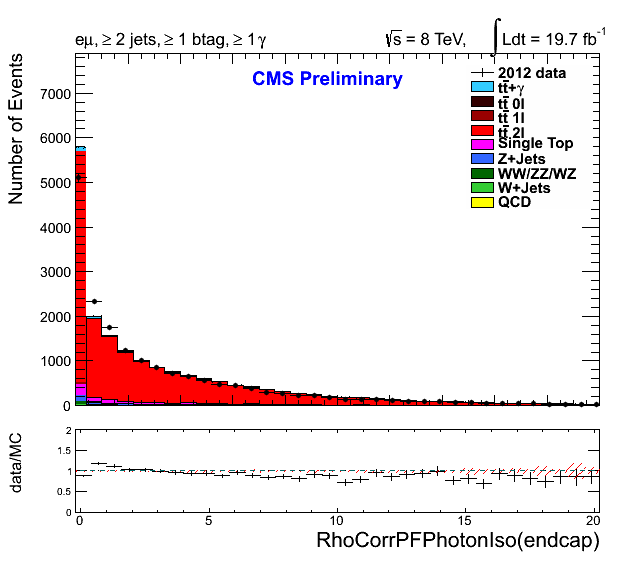 eμ, ≥ 2 jets, ≥ 1 btag, ≥ 1 γ
√s = 8 TeV, ∫ Ldt = 19.7 fb⁻¹
CMS Preliminary
2012 data
tt̄+γ
tt̄ 0l
tt̄ 1l
tt̄ 2l
Single Top
Z+Jets
WW/ZZ/WZ
W+Jets
QCD
Number of Events
7000
6000
5000
4000
3000
2000
1000
0
data/MC
2
1.5
1
0.5
0
0 5 10 15 20
RhoCorrPFPhotonIso(endcap)